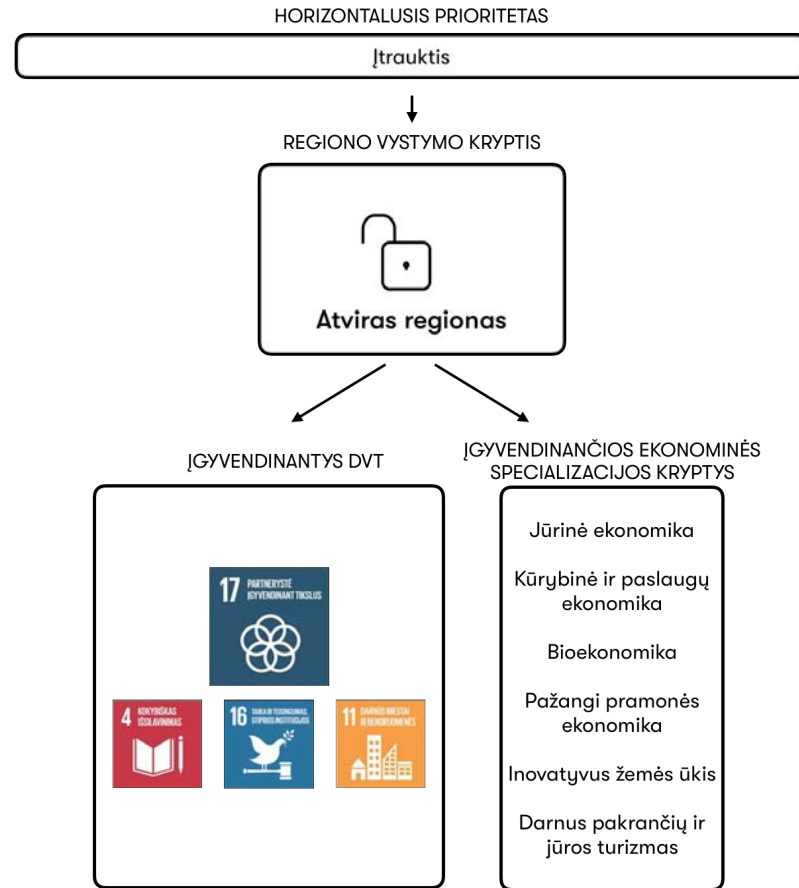 HORIZONTALUSIS PRIORITETAS
Įtrauktis
REGIONO VYSTYMO KRYPTIS
Atviras regionas
ĮGYVENDINANTYS DVT
17 PARTNERYSTĖ
ĮGYVENDINANT TIKSLUS
4 KOKYBIŠKAS
IŠSILAVINIMAS
16 TAIKA IR TEISINGUMAS,
STIPRIOS INSTITUCIJOS
11 DARNŪS MIESTAI
IR BENDRUOMENĖS
ĮGYVENDINANČIOS EKONOMINĖS
SPECIALIZACIJOS KRYPTYS
Jūrinė ekonomika
Kūrybinė ir paslaugų
ekonomika
Bioekonomika
Pažangi pramonės
ekonomika
Inovatyvus žemės ūkis
Darnus pakrančių ir
jūros turizmas